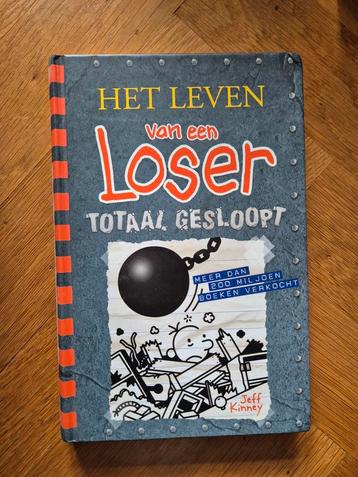 HET LEVEN
van een
Loser
TOTAAL GESLOOPT
MEER DAN
200 MILJOEN
BOEKEN VERKOCHT
Jeff
Kinney